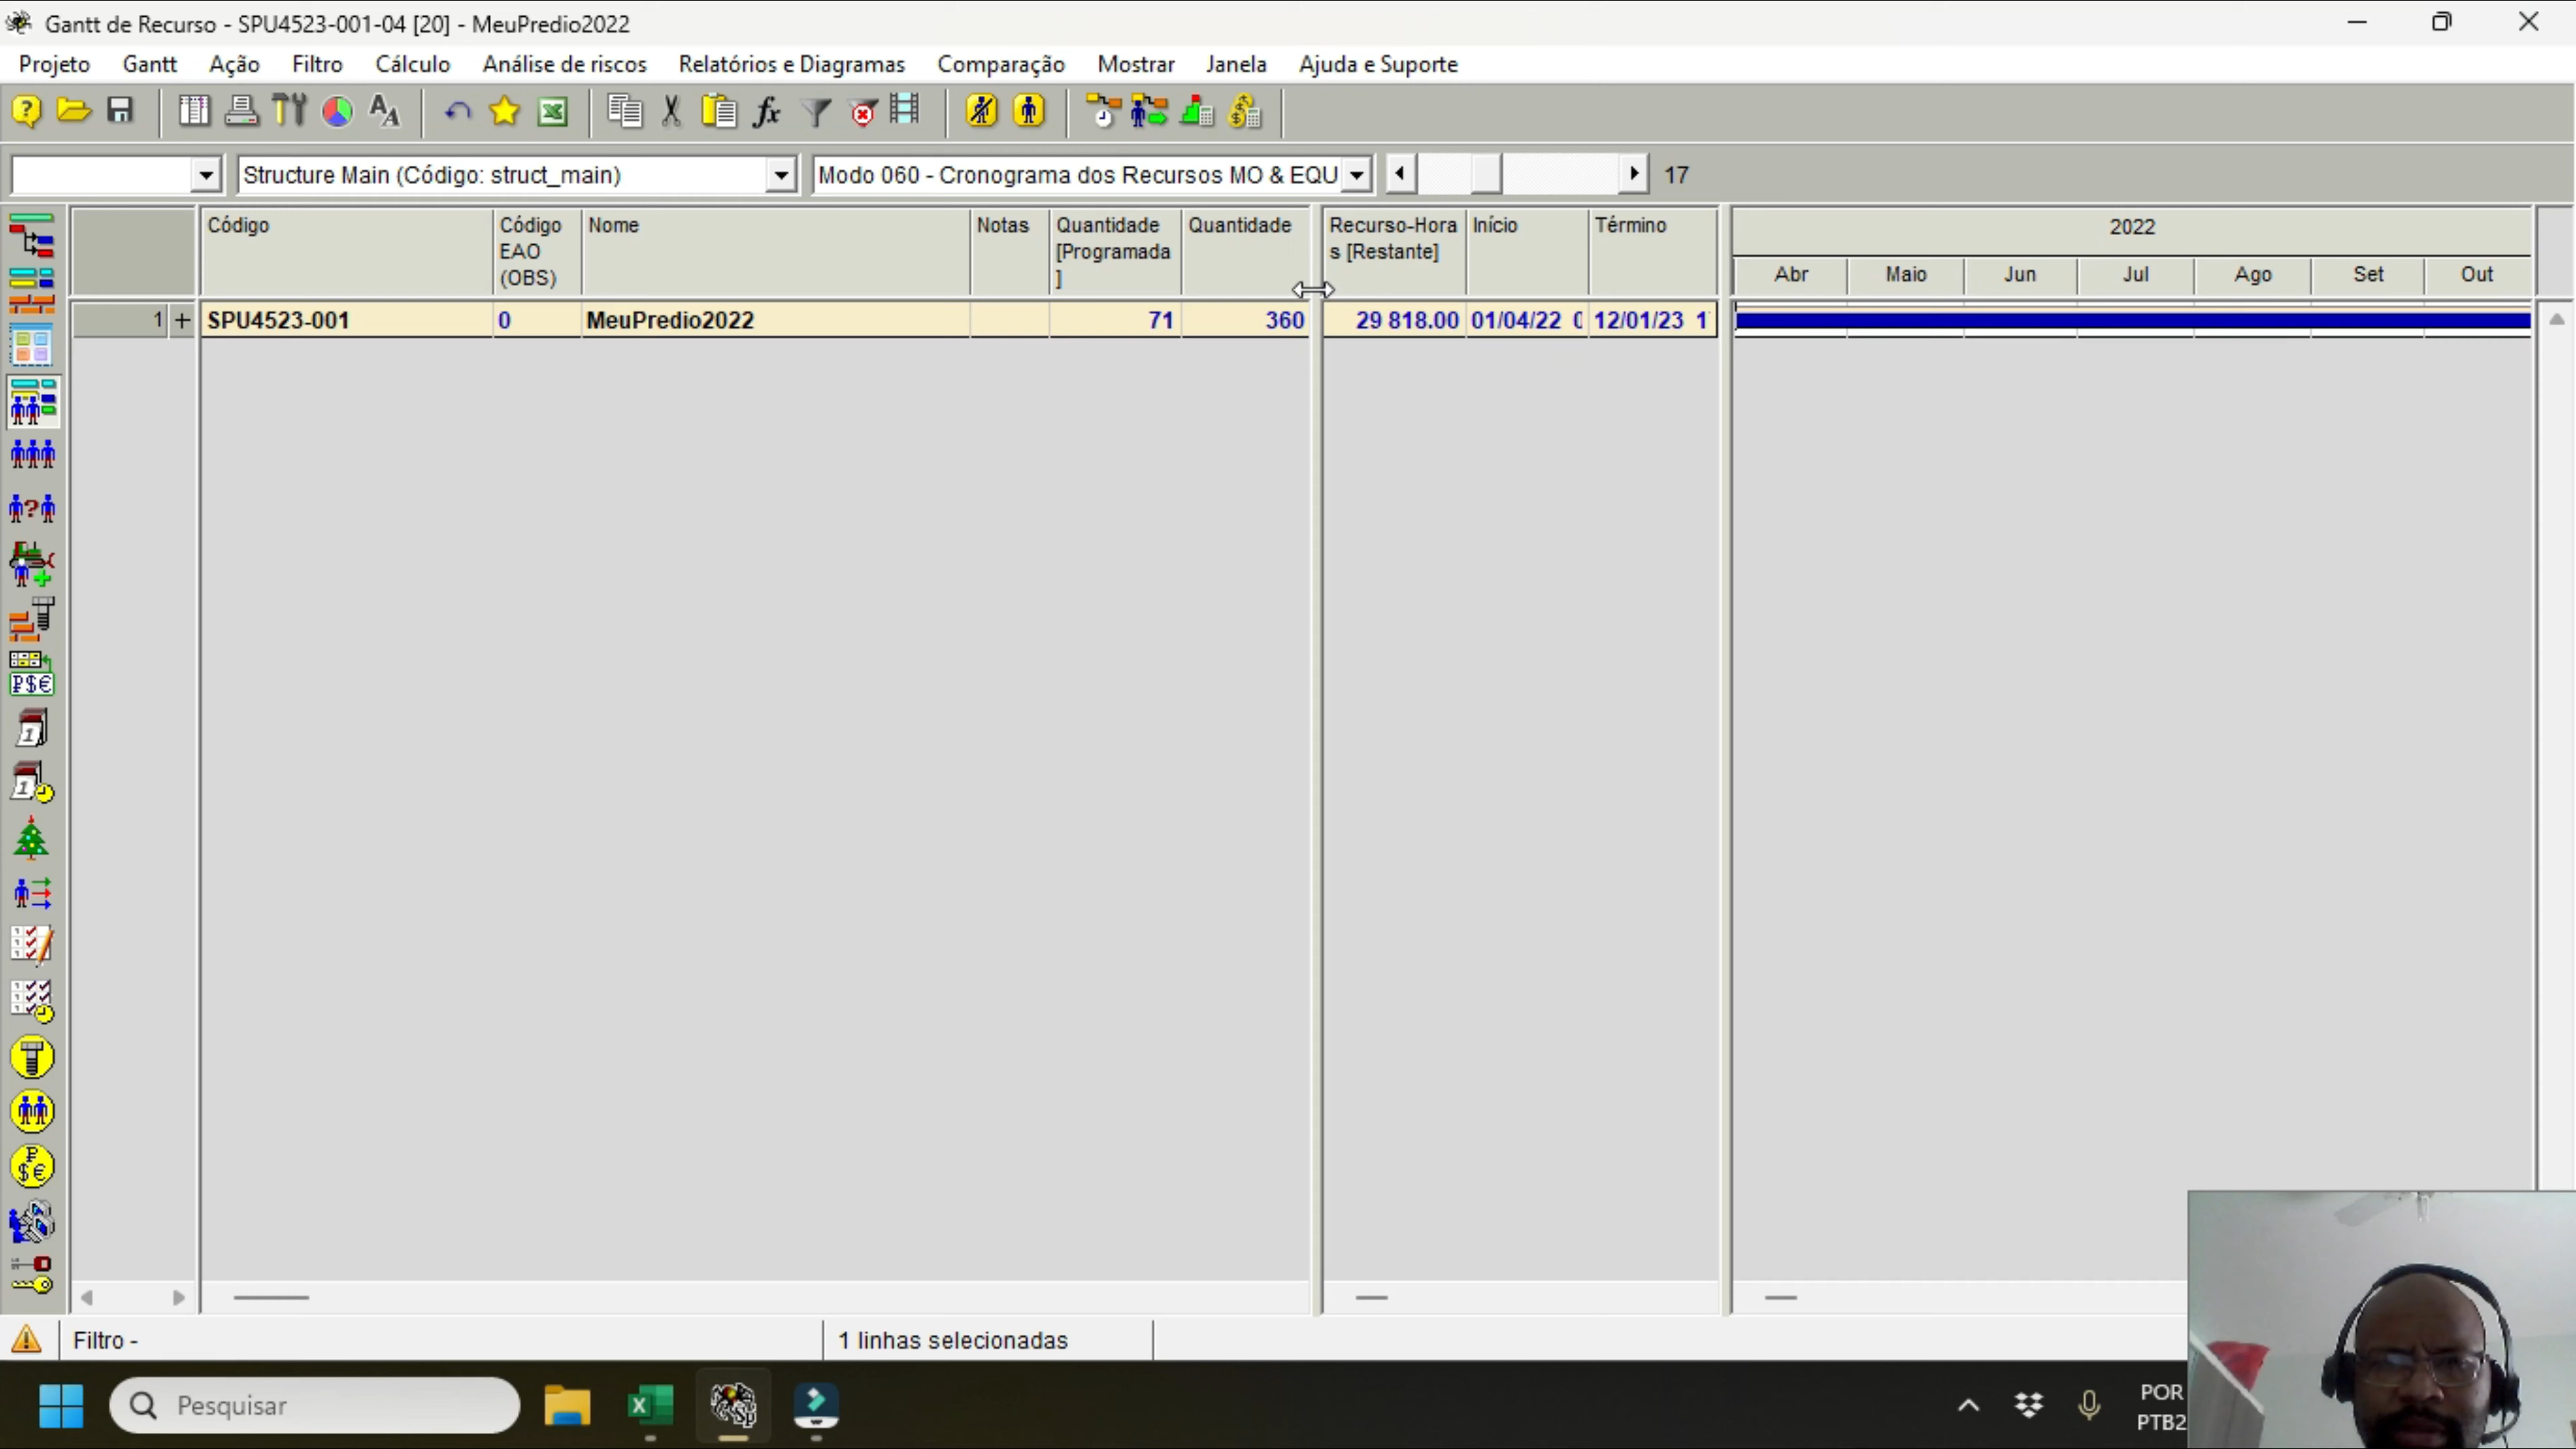 Gantt de Recurso - SPU4523-001-04 [20] - MeuPredio2022
Projeto Gantt Ação Filtro Cálculo Análise de riscos Relatórios e Diagramas Comparação Mostrar Janela Ajuda e Suporte
Structure Main (Código: struct_main) Modo 060 - Cronograma dos Recursos MO & EQU 17
Código Código EAO (OBS) Nome Notas Quantidade [Programada] Quantidade Recurso-Horas [Restante] Início Término 2022
Abr Maio Jun Jul Ago Set Out
1 + SPU4523-001 0 MeuPredio2022 71 360 29 818.00 01/04/22 0 12/01/23 1
Filtro - 1 linhas selecionadas
Pesquisar POR
PTB2